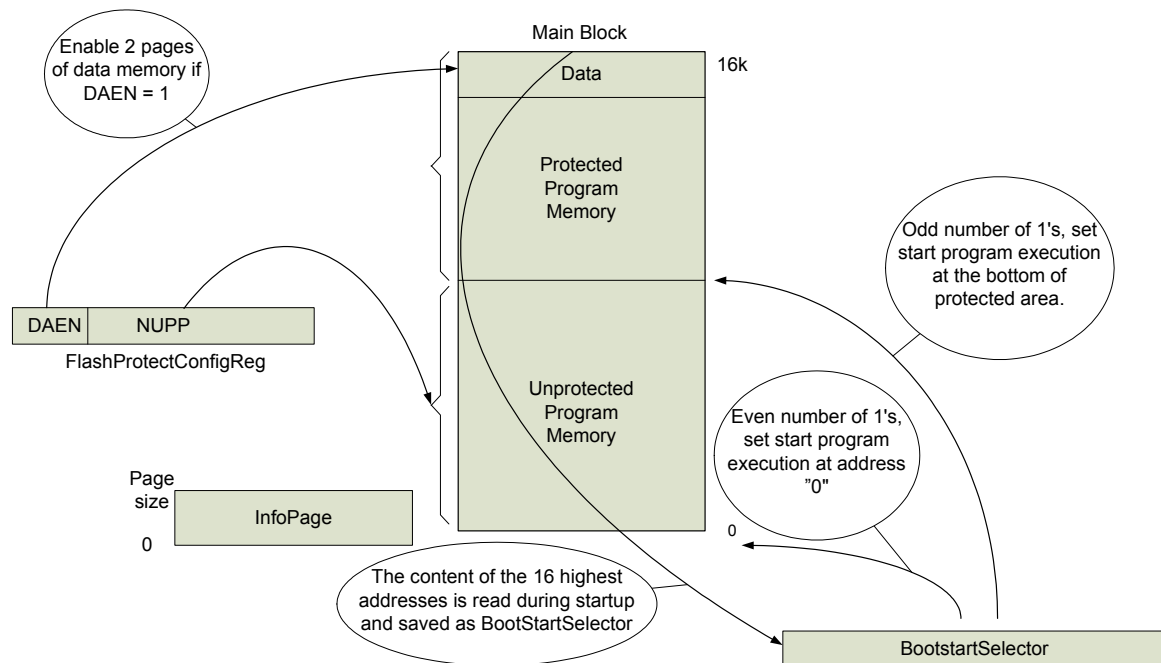 Main Block
Enable 2 pages
of data memory if
DAEN = 1
Data
16k
Protected
Program
Memory
Odd number of 1's, set
start program execution
at the bottom of
protected area.
DAEN
NUPP
FlashProtectConfigReg
Unprotected
Program
Memory
Even number of 1's,
set start program
execution at address
”0"
Page
size
0
InfoPage
0
The content of the 16 highest
addresses is read during startup
and saved as BootStartSelector
BootstartSelector